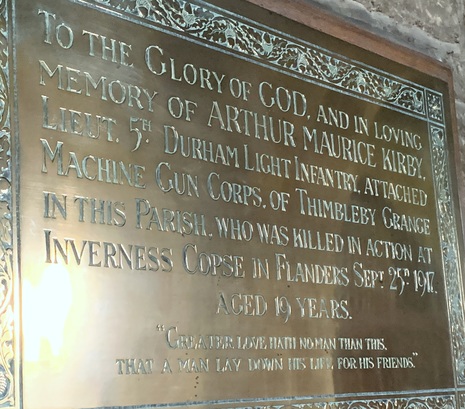 TO THE GLORY OF GOD, AND IN LOVING
MEMORY OF ARTHUR MAURICE KIRBY,
LIEUT. 5TH DURHAM LIGHT INFANTRY, ATTACHED
MACHINE GUN CORPS, OF THIMBLEBY GRANGE
IN THIS PARISH, WHO WAS KILLED IN ACTION AT
INVERNESS COPSE IN FLANDERS SEPT 25TH 1917,
AGED 19 YEARS.
"GREATER LOVE HATH NO MAN THAN THIS,
THAT A MAN LAY DOWN HIS LIFE FOR HIS FRIENDS."